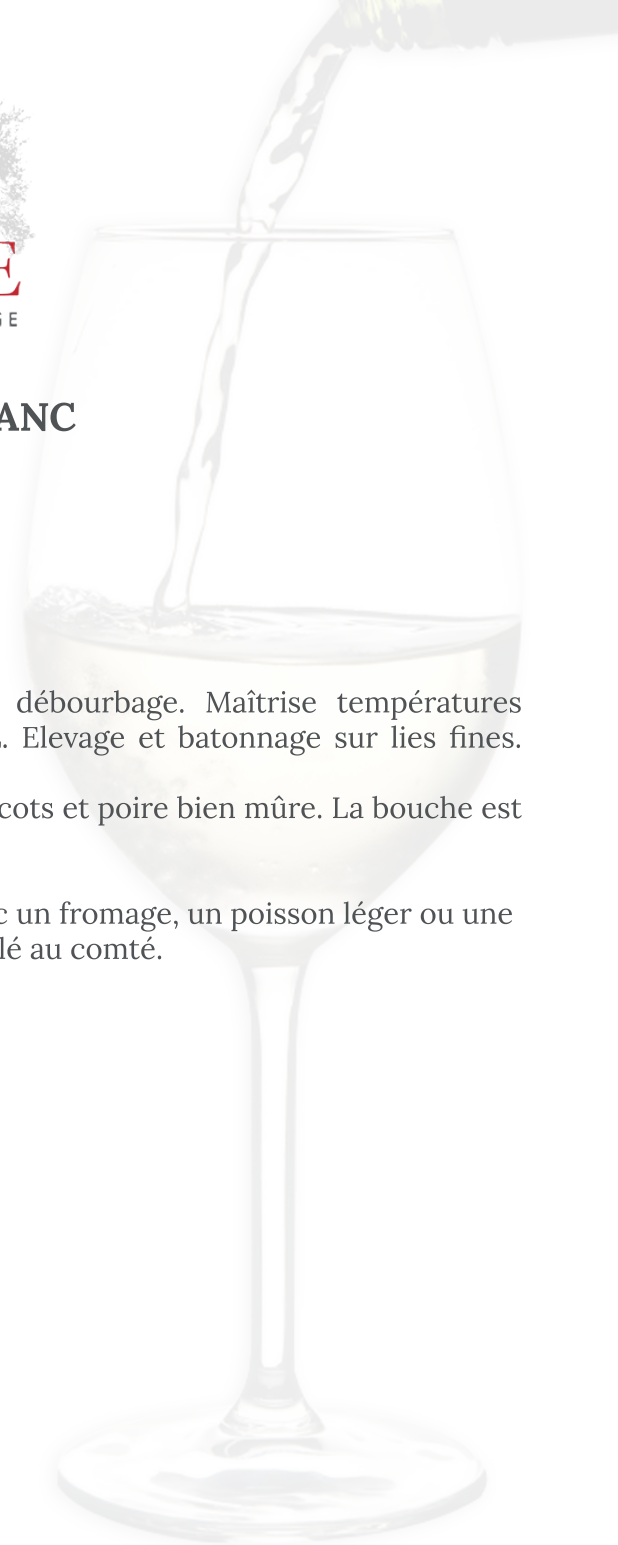 E
GE
ANC
débourbage. Maîtrise températures
. Elevage et batonnage sur lies fines.
cots et poire bien mûre. La bouche est
c un fromage, un poisson léger ou une
lé au comté.